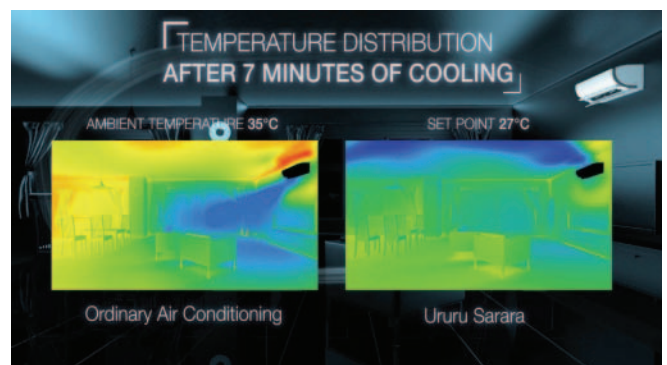 TEMPERATURE DISTRIBUTION
AFTER 7 MINUTES OF COOLING
AMBIENT TEMPERATURE 35°C
SET POINT 27°C
Ordinary Air Conditioning
Ururu Sarara